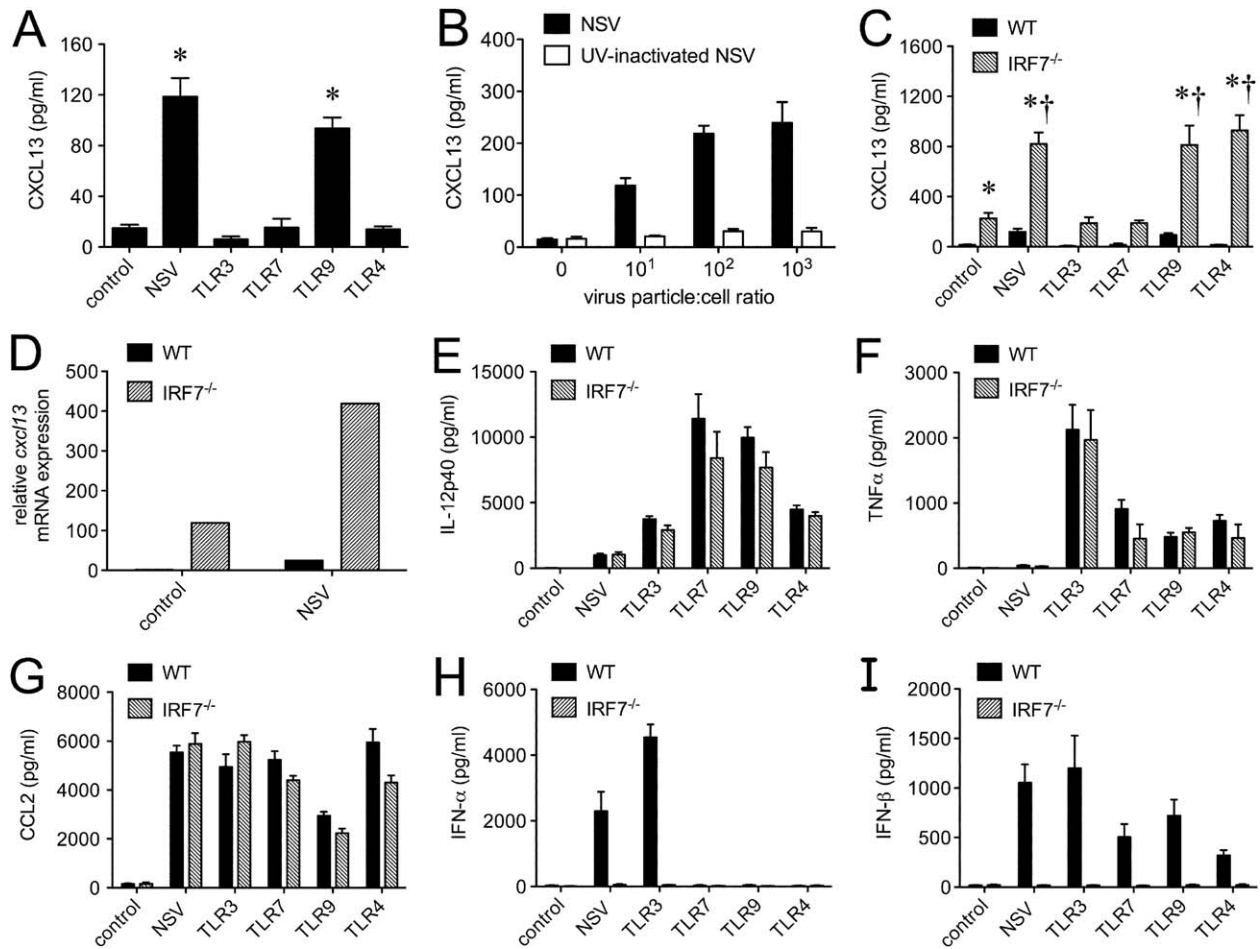 A
CXCL13 (pg/ml)
160
120
80
40
0
*
*
control
NSV
TLR3
TLR7
TLR9
TLR4
B
NSV
UV-inactivated NSV
CXCL13 (pg/ml)
400
300
200
100
0
0
10¹
10²
10³
virus particle:cell ratio
C
WT
IRF7-/-
CXCL13 (pg/ml)
1600
1200
800
400
0
*
*†
*†
*†
control
NSV
TLR3
TLR7
TLR9
TLR4
D
WT
IRF7-/-
relative cxcl13
mRNA expression
500
400
300
200
100
0
control
NSV
E
WT
IRF7-/-
IL-12p40 (pg/ml)
15000
10000
5000
0
control
NSV
TLR3
TLR7
TLR9
TLR4
F
WT
IRF7-/-
TNFα (pg/ml)
3000
2000
1000
0
control
NSV
TLR3
TLR7
TLR9
TLR4
G
WT
IRF7-/-
CCL2 (pg/ml)
8000
6000
4000
2000
0
control
NSV
TLR3
TLR7
TLR9
TLR4
H
WT
IRF7-/-
IFN-α (pg/ml)
6000
4000
2000
0
control
NSV
TLR3
TLR7
TLR9
TLR4
I
WT
IRF7-/-
IFN-β (pg/ml)
2000
1500
1000
500
0
control
NSV
TLR3
TLR7
TLR9
TLR4